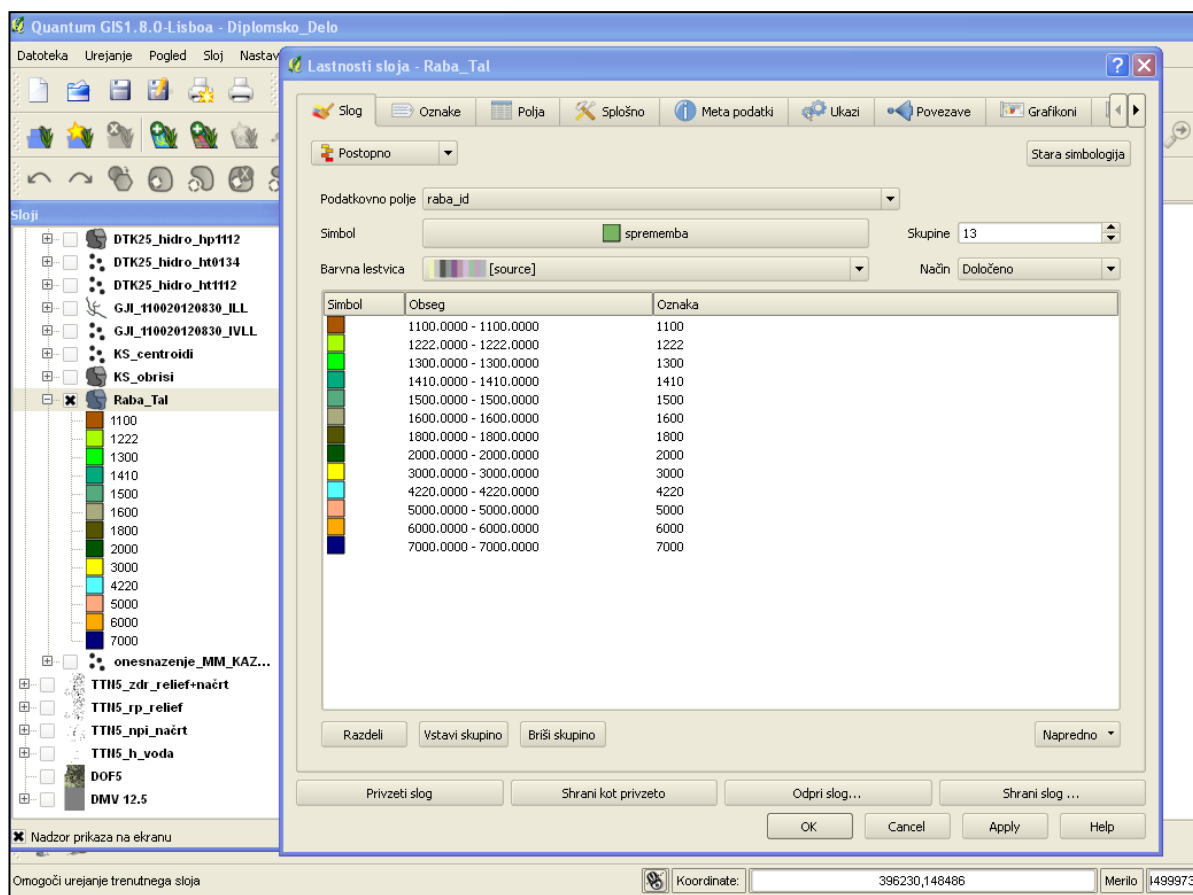 Quantum GIS1.8.0-Lisboa - Diplomsko_Delo
Datoteka Urejanje Pogled Sloj Nastav
Lastnosti sloja - Raba_Tal
Slog Oznake Polja Splošno Meta podatki Ukazi Povezave Grafikoni
Postopno Stara simbologija
Podatkovno polje raba_id
Simbol sprememba Skupine 13
Barvna lestvica [source] Način Določeno
Simbol Obseg Oznaka
1100.0000 - 1100.0000 1100
1222.0000 - 1222.0000 1222
1300.0000 - 1300.0000 1300
1410.0000 - 1410.0000 1410
1500.0000 - 1500.0000 1500
1600.0000 - 1600.0000 1600
1800.0000 - 1800.0000 1800
2000.0000 - 2000.0000 2000
3000.0000 - 3000.0000 3000
4220.0000 - 4220.0000 4220
5000.0000 - 5000.0000 5000
6000.0000 - 6000.0000 6000
7000.0000 - 7000.0000 7000
Razdeli Vstavi skupino Briši skupino Napredno
Privzeti slog Shrani kot privzeto Odpri slog... Shrani slog ...
OK Cancel Apply Help
Sloji
DTK25_hidro_hp1112
DTK25_hidro_ht0134
DTK25_hidro_ht1112
GJI_110020120830_ILL
GJI_110020120830_IVLL
KS_centroidi
KS_obrisi
Raba_Tal
1100
1222
1300
1410
1500
1600
1800
2000
3000
4220
5000
6000
7000
onesnazenje_MM_KAZ...
TTN5_zdr_relief+načrt
TTN5_rp_relief
TTN5_npi_načrt
TTN5_h_voda
DOF5
DMV 12.5
Nadzor prikaza na ekranu
Omogoči urejanje trenutnega sloja Koordinate: 396230,148486 Merilo